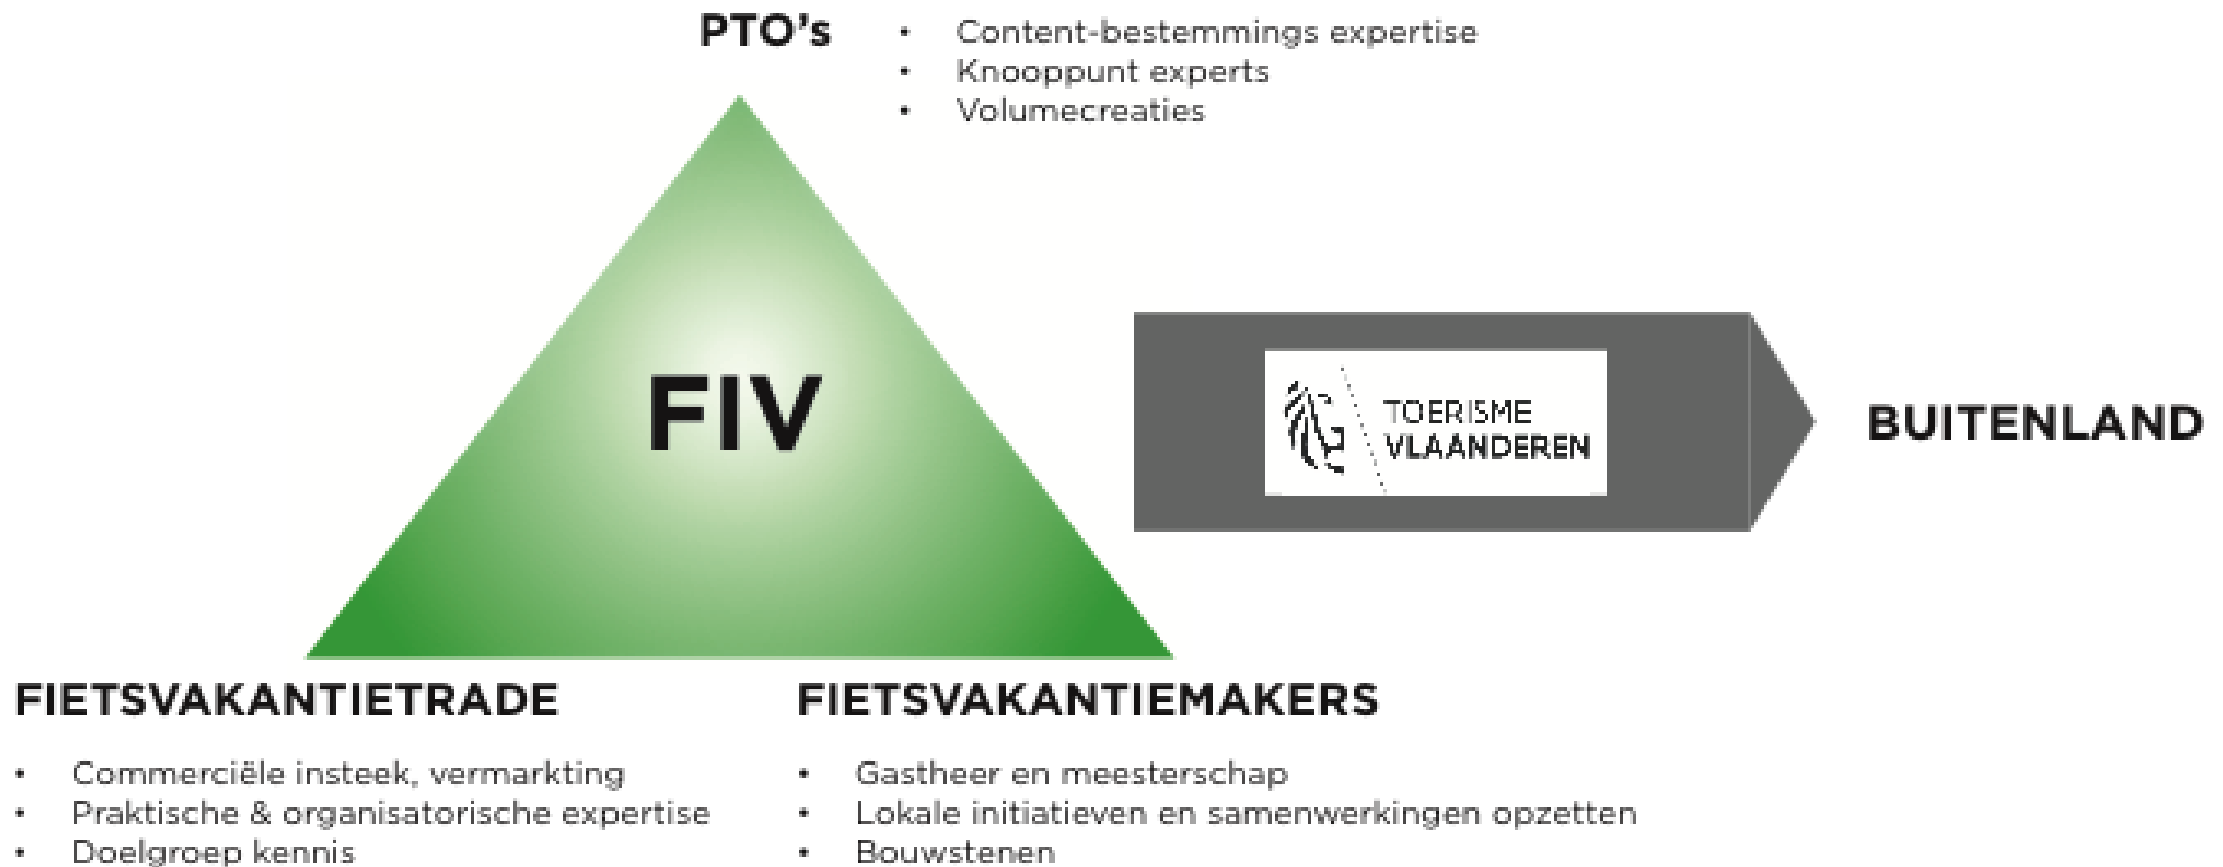 PTO's
• Content-bestemmings expertise
• Knooppunt experts
• Volumecreaties
FIV
TOERISME
VLAANDEREN
BUITENLAND
FIETSVAKANTIETRADE
• Commerciële insteek, vermarkting
• Praktische & organisatorische expertise
• Doelgroep kennis
FIETSVAKANTIEMAKERS
• Gastheer en meesterschap
• Lokale initiatieven en samenwerkingen opzetten
• Bouwstenen